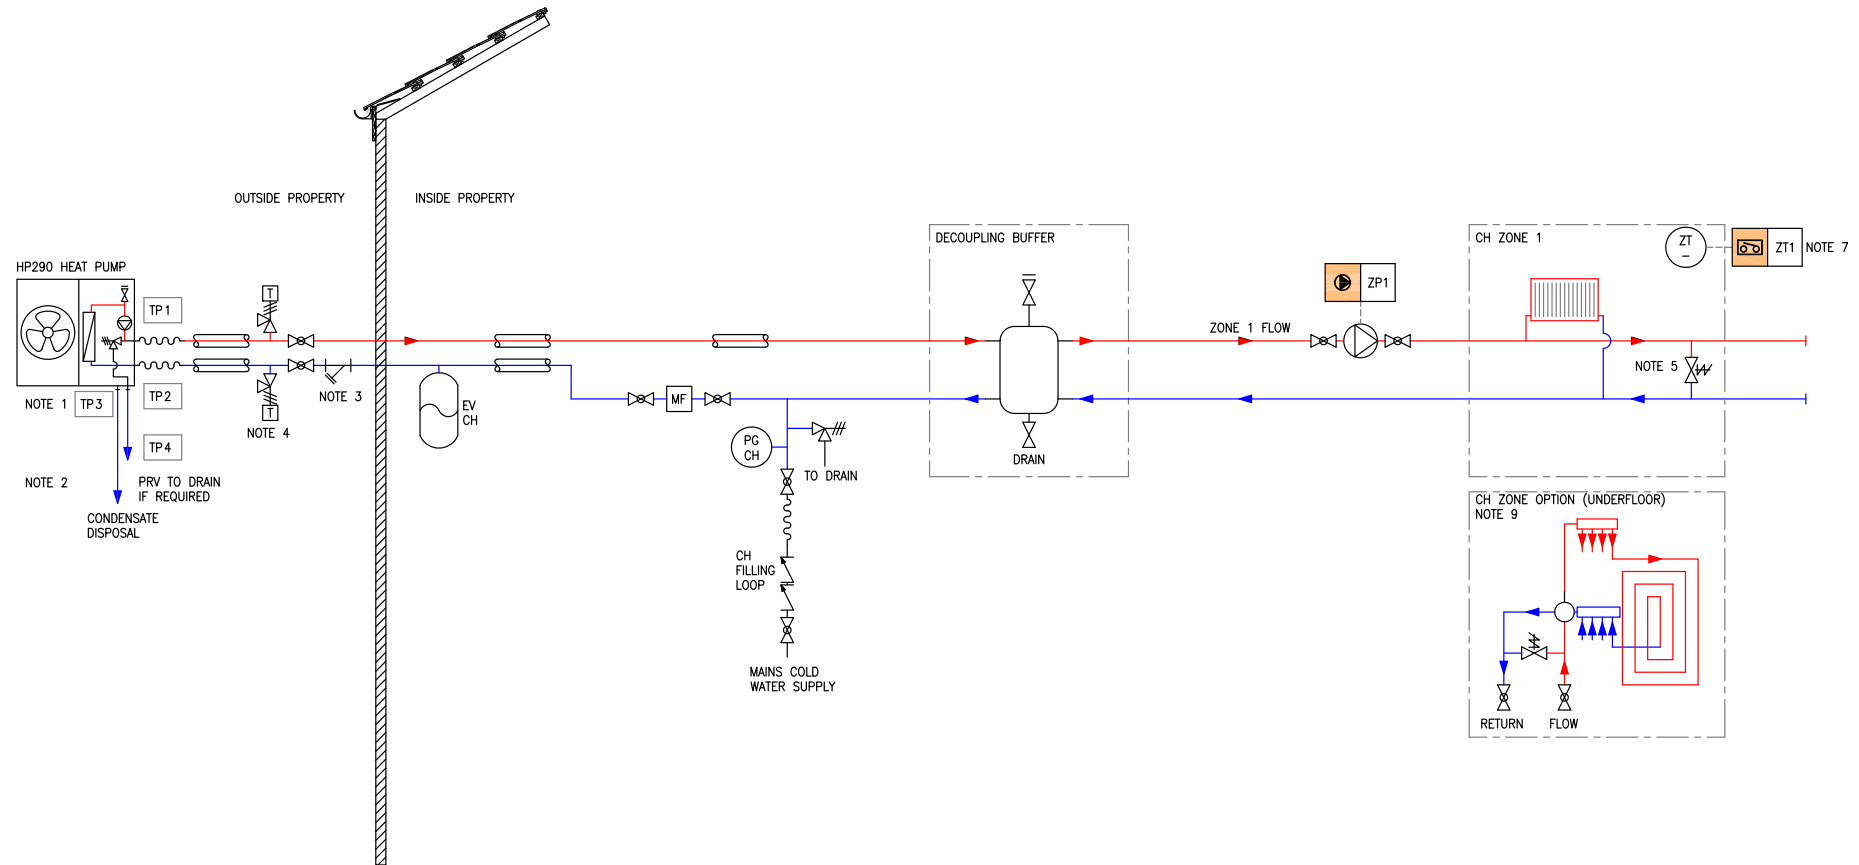 OUTSIDE PROPERTY
INSIDE PROPERTY
HP290 HEAT PUMP
TP1
TP2
NOTE 1
TP3
TP4
NOTE 2
PRV TO DRAIN
IF REQUIRED
CONDENSATE
DISPOSAL
T
T
NOTE 4
NOTE 3
EV
CH
MF
PG
CH
TO DRAIN
CH
FILLING
LOOP
MAINS COLD
WATER SUPPLY
DECOUPLING BUFFER
DRAIN
ZONE 1 FLOW
ZP1
CH ZONE 1
ZT
–
ZT1
NOTE 7
NOTE 5
CH ZONE OPTION (UNDERFLOOR)
NOTE 9
RETURN
FLOW